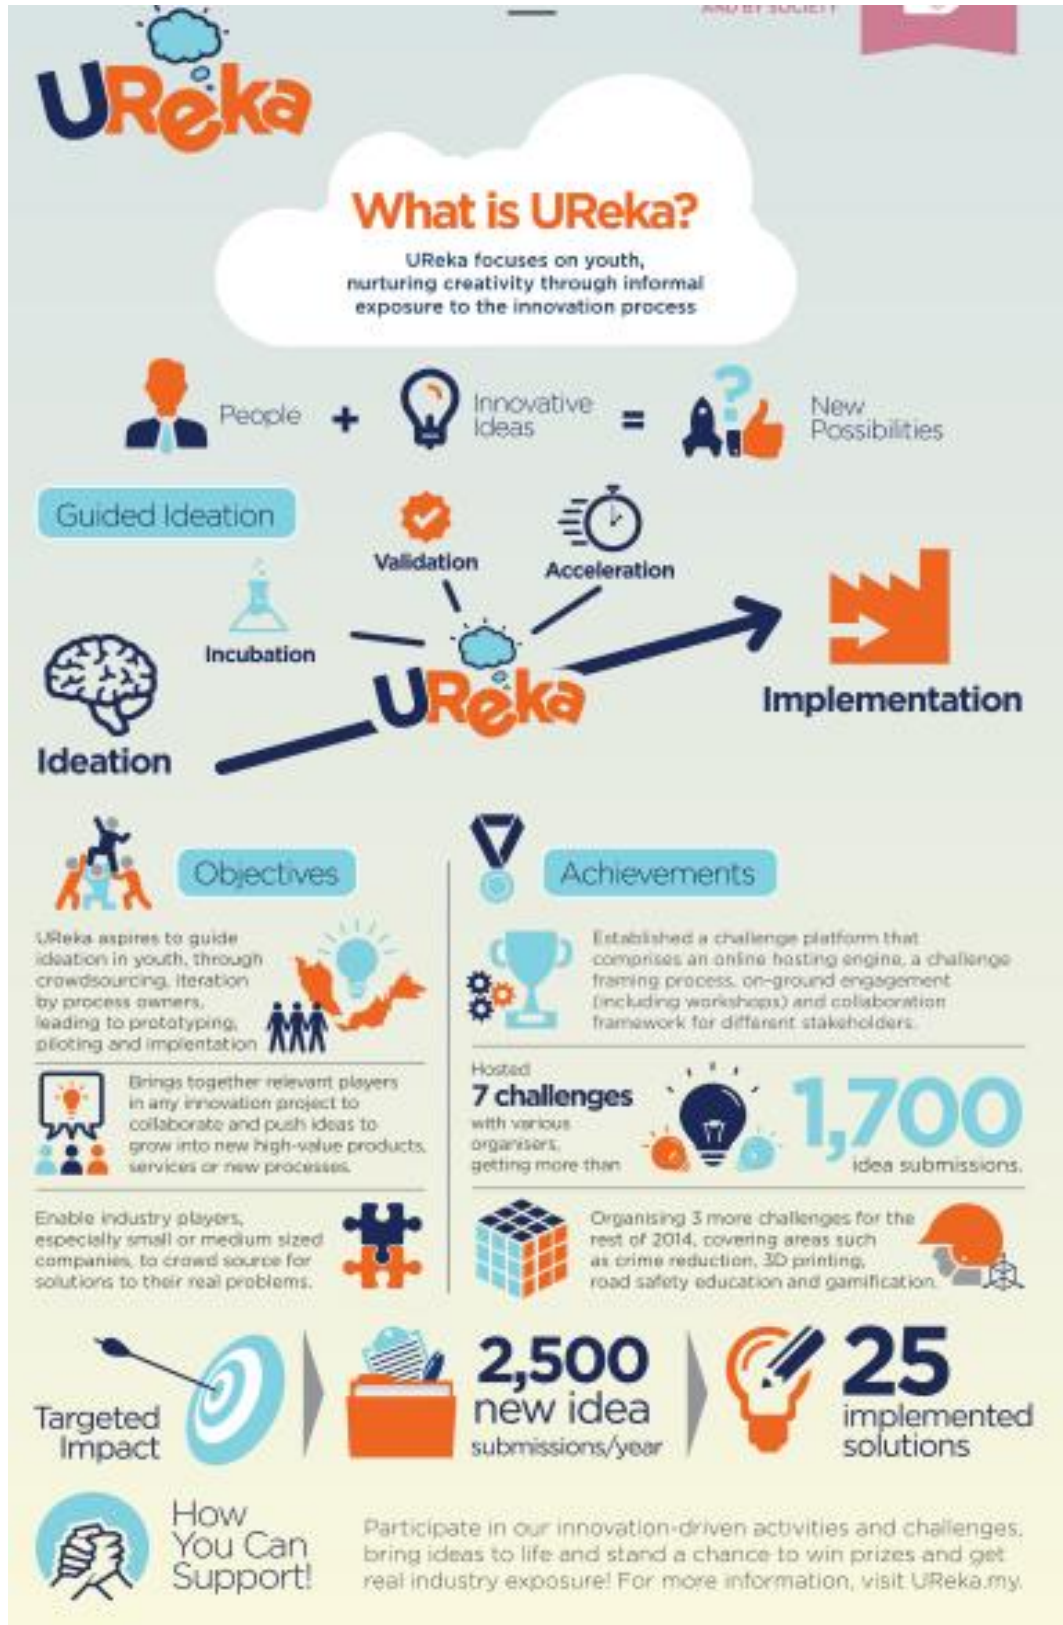 AND BY SOCIETY
UReka
What is UReka?
UReka focuses on youth,
nurturing creativity through informal
exposure to the innovation process
People
+
Innovative
Ideas
=
New
Possibilities
Guided Ideation
Validation
Acceleration
Incubation
UReka
Ideation
Implementation
Objectives
UReka aspires to guide
ideation in youth, through
crowdsourcing, iteration
by process owners,
leading to prototyping,
piloting and implentation
Brings together relevant players
in any innovation project to
collaborate and push ideas to
grow into new high-value products,
services or new processes.
Enable industry players,
especially small or medium sized
companies, to crowd source for
solutions to their real problems.
Achievements
Established a challenge platform that
comprises an online hosting engine, a challenge
framing process, on-ground engagement
(including workshops) and collaboration
framework for different stakeholders.
Hosted
7 challenges
with various
organisers,
getting more than
1,700
idea submissions.
Organising 3 more challenges for the
rest of 2014, covering areas such
as crime reduction, 3D printing,
road safety education and gamification.
Targeted
Impact
2,500
new idea
submissions/year
25
implemented
solutions
How
You Can
Support!
Participate in our innovation-driven activities and challenges,
bring ideas to life and stand a chance to win prizes and get
real industry exposure! For more information, visit UReka.my.